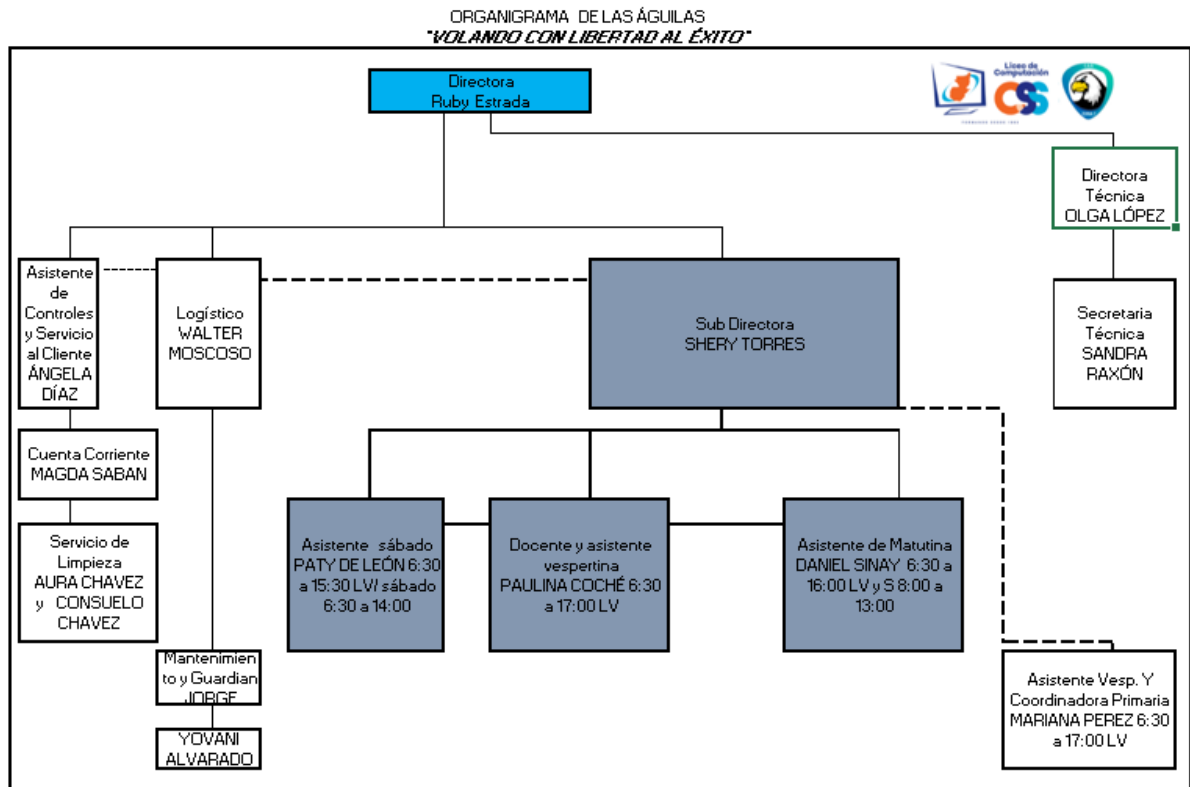 ORGANIGRAMA DE LAS ÁGUILAS
"VOLANDO CON LIBERTAD AL ÉXITO"
Directora
Ruby Estrada
Liceo de
Computación
CSS
Directora
Técnica
OLGA LÓPEZ
Asistente
de
Controles
y Servicio
al Cliente
ÁNGELA
DÍAZ
Logístico
WALTER
MOSCOSO
Sub Directora
SHERY TORRES
Secretaria
Técnica
SANDRA
RAXÓN
Cuenta Corriente
MAGDA SABAN
Servicio de
Limpieza
AURA CHAVEZ
y CONSUELO
CHAVEZ
Asistente sábado
PATY DE LEÓN 6:30
a 15:30 LV/ sábado
6:30 a 14:00
Docente y asistente
vespertina
PAULINA COCHÉ 6:30
a 17:00 LV
Asistente de Matutina
DANIEL SINAY 6:30 a
16:00 LV y S 8:00 a
13:00
Mantenimien
to y Guardian
JORGE
YOVANI
ALVARADO
Asistente Vesp. Y
Coordinadora Primaria
MARIANA PEREZ 6:30
a 17:00 LV